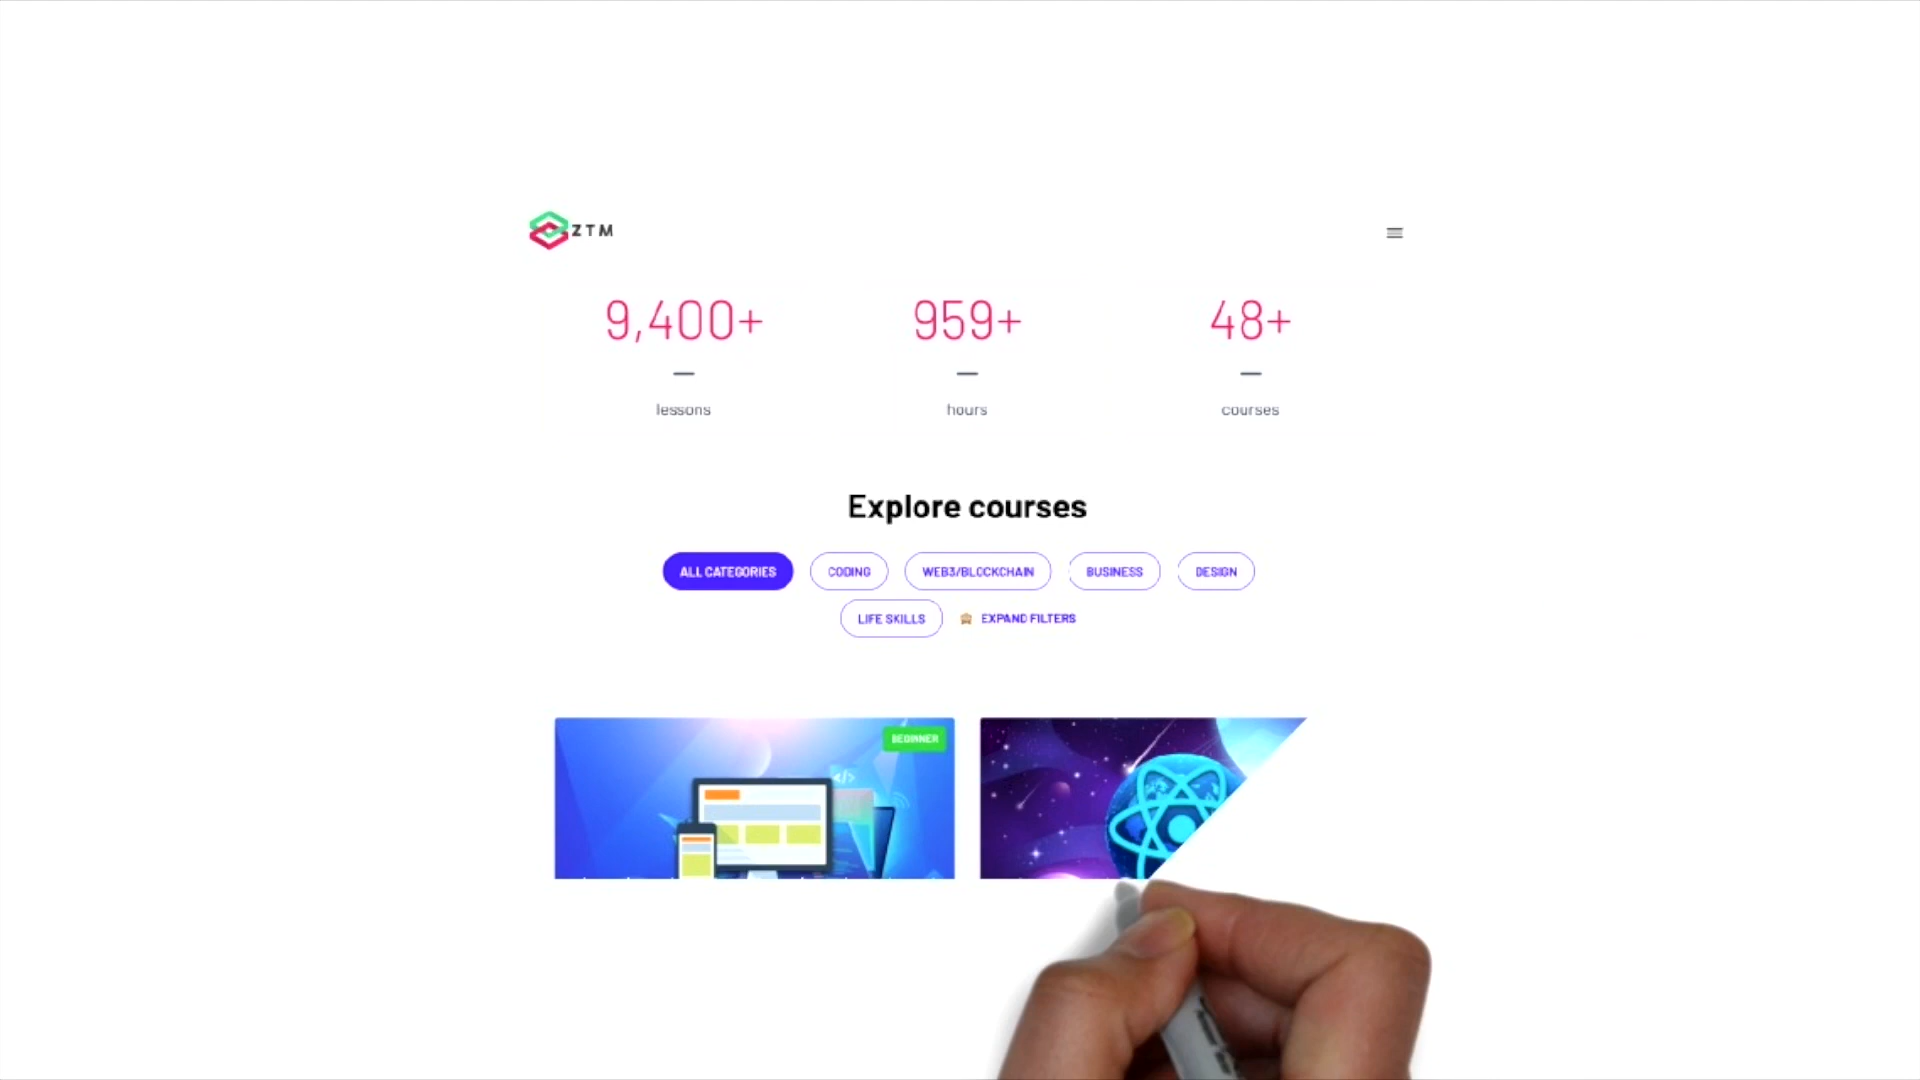 ZTM
9,400+ 959+ 48+
lessons hours courses
Explore courses
ALL CATEGORIES CODING WEB3/BLOCKCHAIN BUSINESS DESIGN
LIFE SKILLS EXPAND FILTERS
BEGINNER